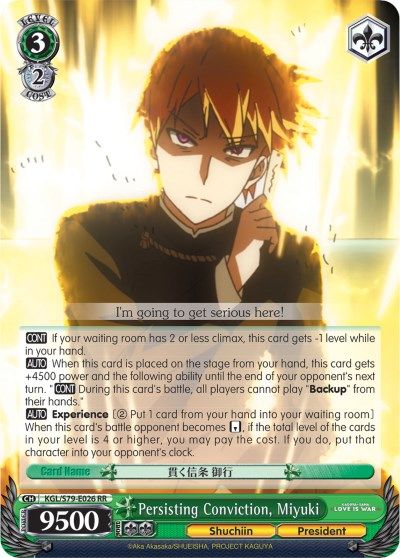 LEVEL
3
2
COST
I'm going to get serious here!
CONT If your waiting room has 2 or less climax, this card gets -1 level while
in your hand.
AUTO When this card is placed on the stage from your hand, this card gets
+4500 power and the following ability until the end of your opponent's next
turn. "CONT During this card's battle, all players cannot play "Backup" from
their hands."
AUTO Experience [② Put 1 card from your hand into your waiting room]
When this card's battle opponent becomes [▼], if the total level of the cards
in your level is 4 or higher, you may pay the cost. If you do, choose 1 of
Card Name 貫く信条 御行
CH KGL/S79-E026 RR
Persisting Conviction, Miyuki
KAGUYA-SAMA
LOVE IS WAR
POWER 9500
Shuchiin President
©Aka Akasaka/SHUEISHA, PROJECT KAGUYA